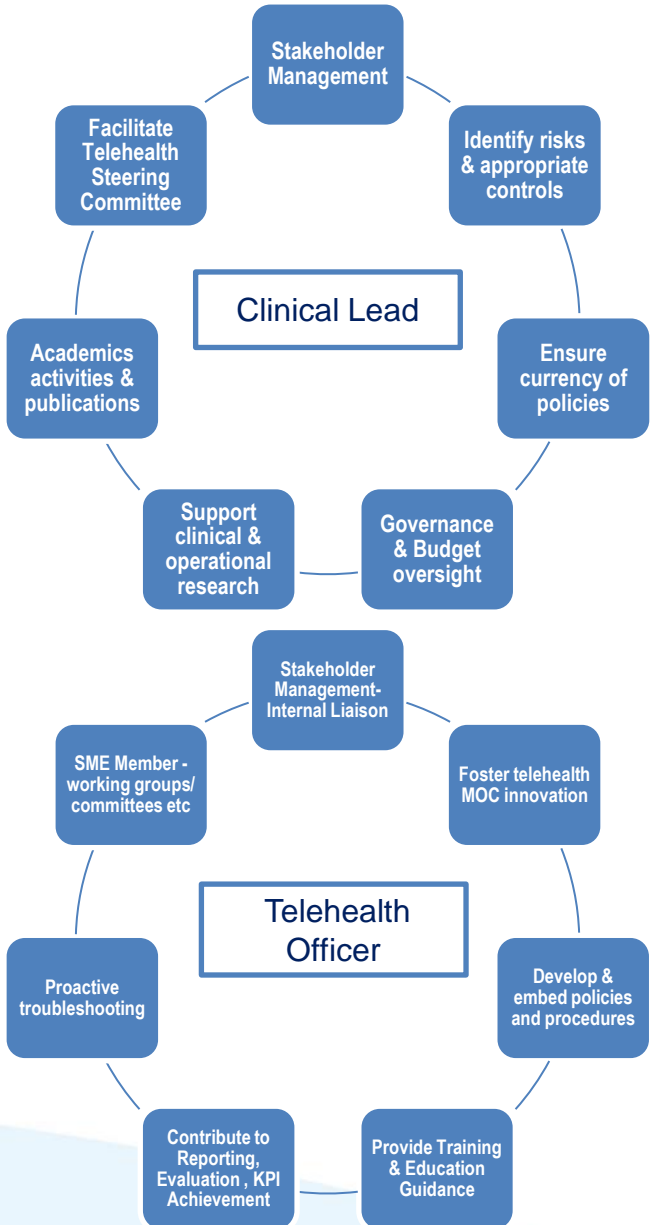 Stakeholder
Management
Identify risks
& appropriate
controls
Ensure
currency of
policies
Governance
& Budget
oversight
Support
clinical &
operational
research
Academics
activities &
publications
Facilitate
Telehealth
Steering
Committee
Clinical Lead
Stakeholder
Management-
Internal Liaison
Foster telehealth
MOC innovation
Develop &
embed policies
and procedures
Provide Training
& Education
Guidance
Contribute to
Reporting,
Evaluation , KPI
Achievement
Proactive
troubleshooting
SME Member -
working groups/
committees etc
Telehealth
Officer